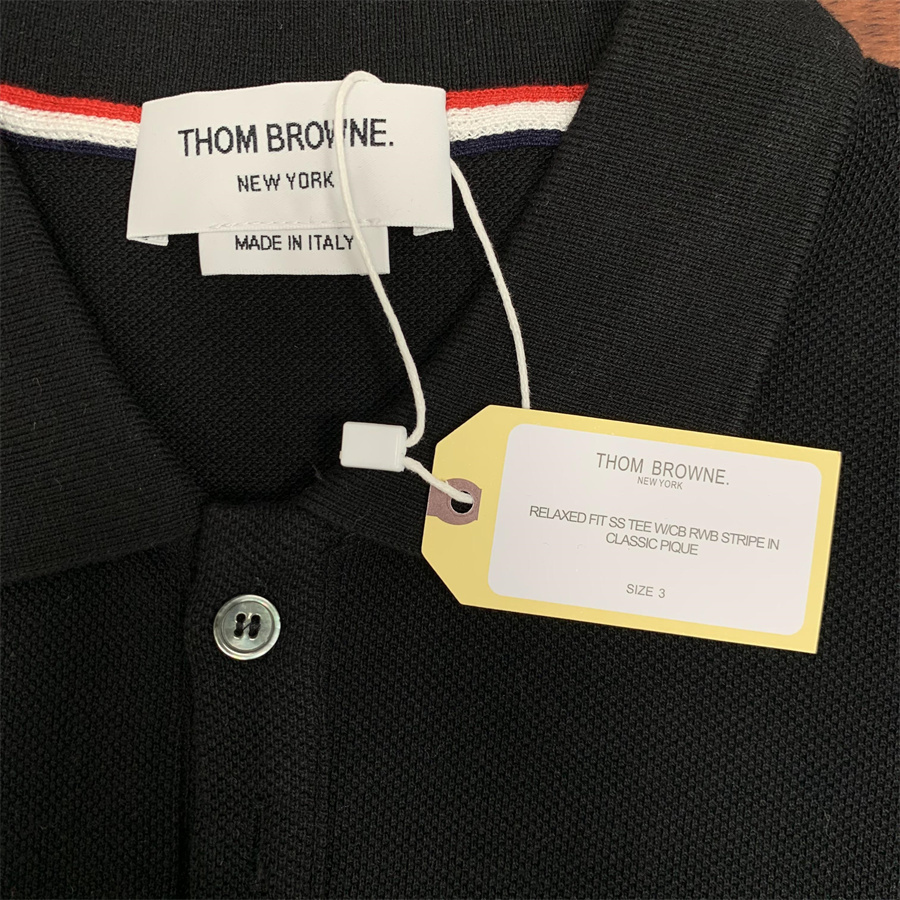 THOM BROWNE.
NEW YORK
MADE IN ITALY
THOM BROWNE.
NEW YORK
RELAXED FIT SS TEE W/CB RWB STRIPE IN
CLASSIC PIQUE
SIZE 3